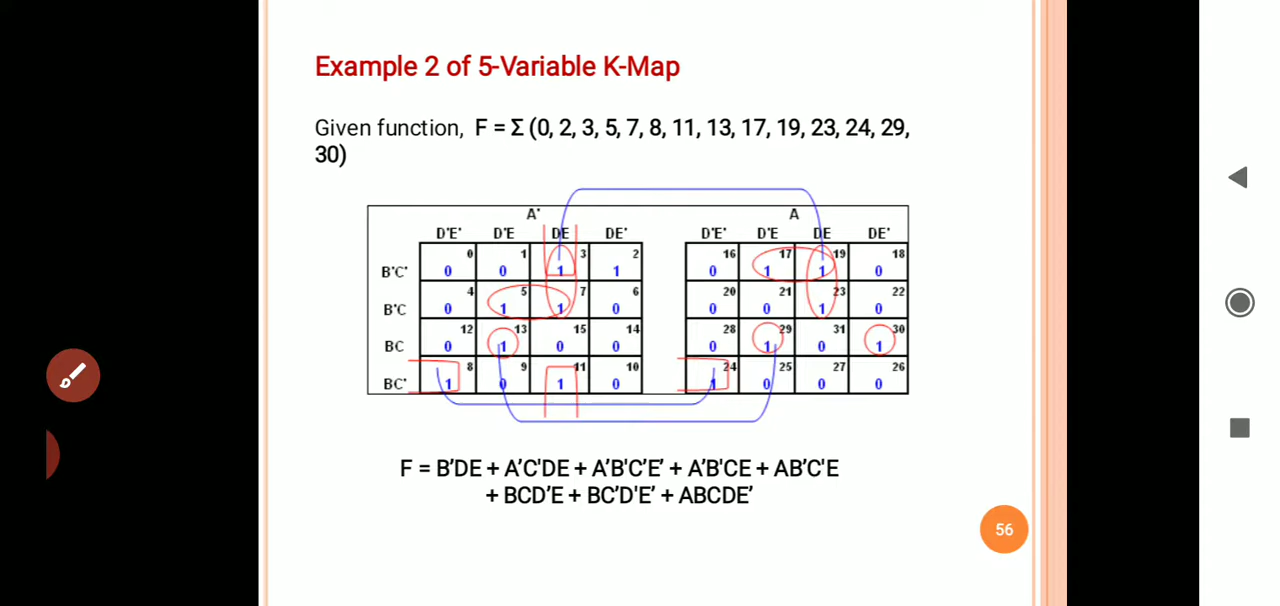 Example 2 of 5-Variable K-Map
Given function, F = Σ (0, 2, 3, 5, 7, 8, 11, 13, 17, 19, 23, 24, 29,
30)
A' A
D'E' D'E DE DE' D'E' D'E DE DE'
0 1 3 2 16 17 19 18
B'C' 0 0 1 1 0 1 1 0
4 5 7 6 20 21 23 22
B'C 0 1 1 0 0 0 1 0
12 13 15 14 28 29 31 30
BC 0 1 0 0 0 1 0 1
8 9 11 10 24 25 27 26
BC' 1 0 1 0 1 0 0 0
F = B'DE + A'C'DE + A'B'C'E' + A'B'CE + AB'C'E
+ BCD'E + BC'D'E' + ABCDE'
56